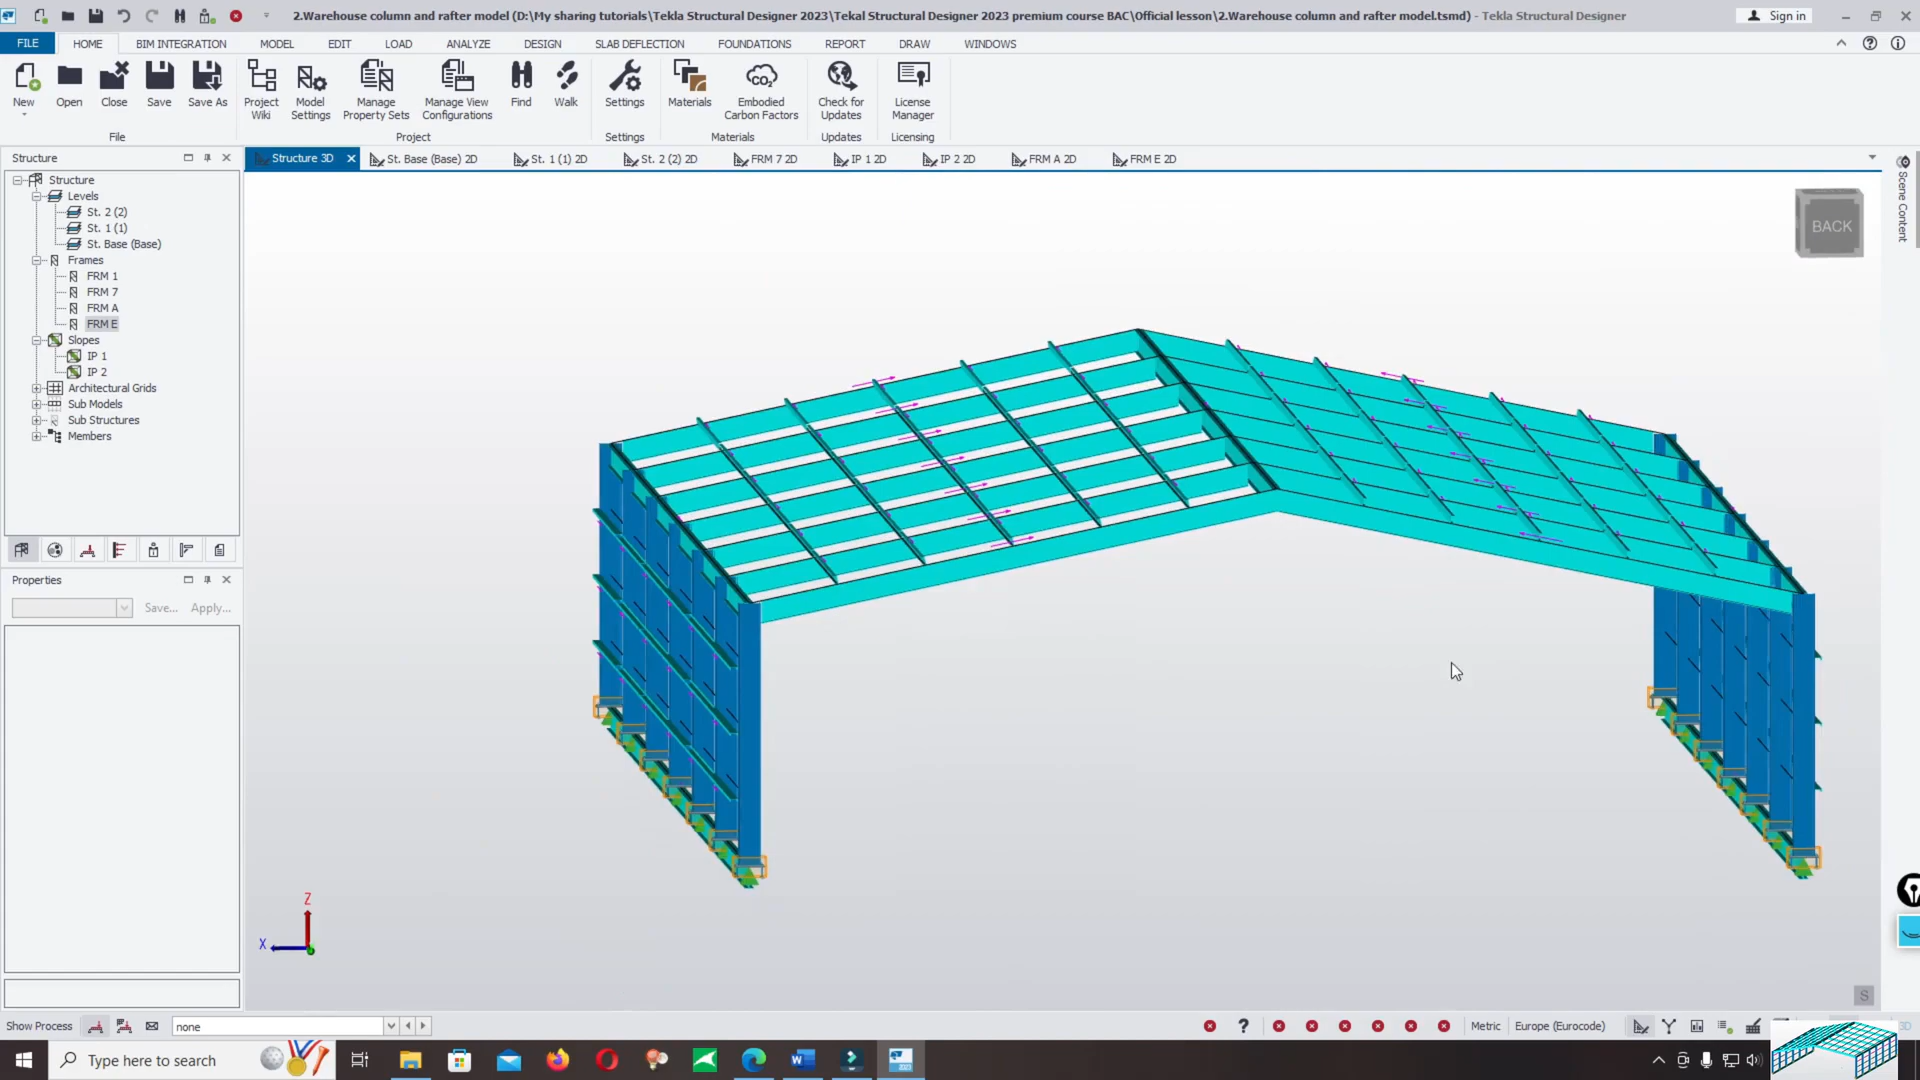 2.Warehouse column and rafter model (D:\My sharing tutorials\Tekla Structural Designer 2023\Tekal Structural Designer 2023 premium course BAC\Official lesson\2.Warehouse column and rafter model.tsmd) - Tekla Structural Designer
Sign in
FILE HOME BIM INTEGRATION MODEL EDIT LOAD ANALYZE DESIGN SLAB DEFLECTION FOUNDATIONS REPORT DRAW WINDOWS
New Open Close Save Save As Project Wiki Model Settings Manage Property Sets Manage View Configurations Find Walk Settings Materials Embodied Carbon Factors Check for Updates License Manager
File Project Settings Materials Updates Licensing
Structure
Structure 3D St. Base (Base) 2D St. 1 (1) 2D St. 2 (2) 2D FRM 7 2D IP 1 2D IP 2 2D FRM A 2D FRM E 2D
Structure
Levels
St. 2 (2)
St. 1 (1)
St. Base (Base)
Frames
FRM 1
FRM 7
FRM A
FRM E
Slopes
IP 1
IP 2
Architectural Grids
Sub Models
Sub Structures
Members
Properties
Save... Apply...
Scene Content
BACK
Z
X
S
Show Process none
Metric Europe (Eurocode)
CO2
Type here to search
W
2023